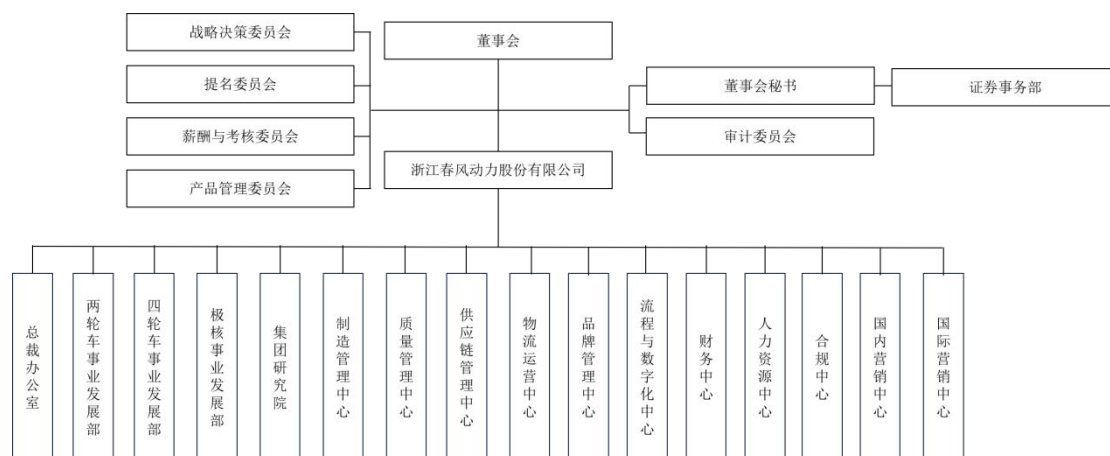 战略决策委员会
董事会
提名委员会
董事会秘书
证券事务部
薪酬与考核委员会
审计委员会
浙江春风动力股份有限公司
产品管理委员会
总裁办公室
两轮车事业发展部
四轮车事业发展部
极核事业发展部
集团研究院
制造管理中心
质量管理中心
供应链管理中心
物流运营中心
品牌管理中心
流程与数字化中心
财务中心
人力资源中心
合规中心
国内营销中心
国际营销中心